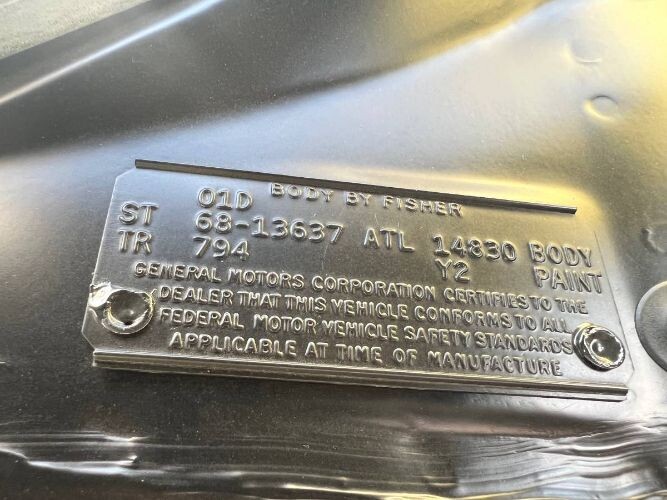 01D BODY BY FISHER
ST 68-13637 ATL 14830 BODY
TR 794 Y2 PAINT
GENERAL MOTORS CORPORATION CERTIFIES TO THE
DEALER THAT THIS VEHICLE CONFORMS TO ALL
FEDERAL MOTOR VEHICLE SAFETY STANDARDS
APPLICABLE AT TIME OF MANUFACTURE